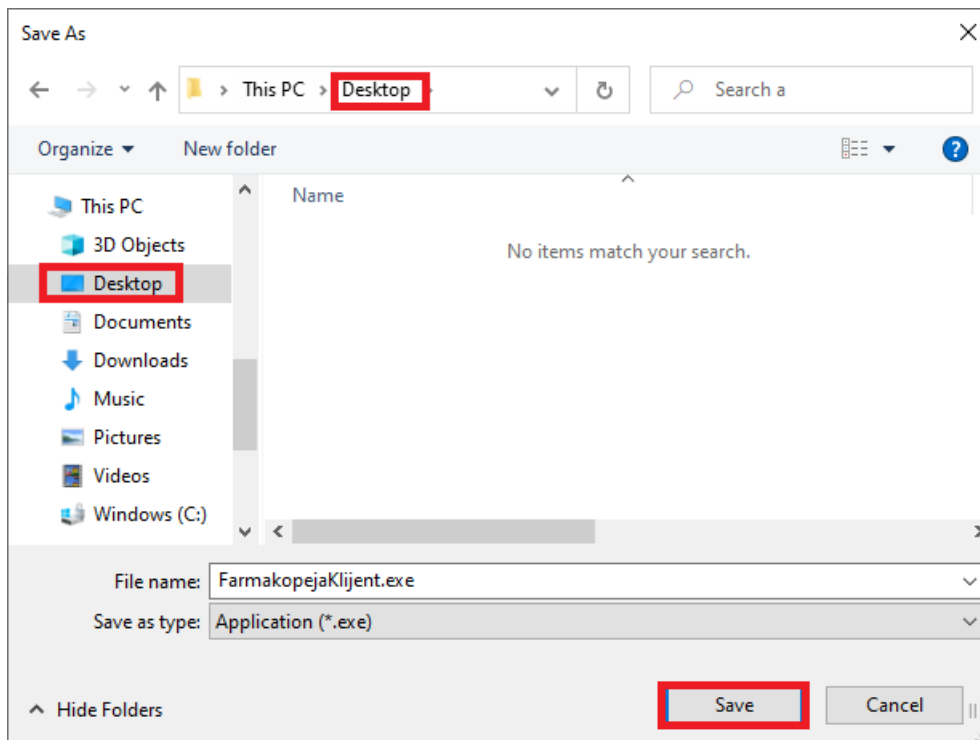 Save As
This PC > Desktop
Search a
Organize
New folder
Name
This PC
3D Objects
No items match your search.
Desktop
Documents
Downloads
Music
Pictures
Videos
Windows (C:)
File name: FarmakopejaKlijent.exe
Save as type: Application (*.exe)
Hide Folders
Save
Cancel